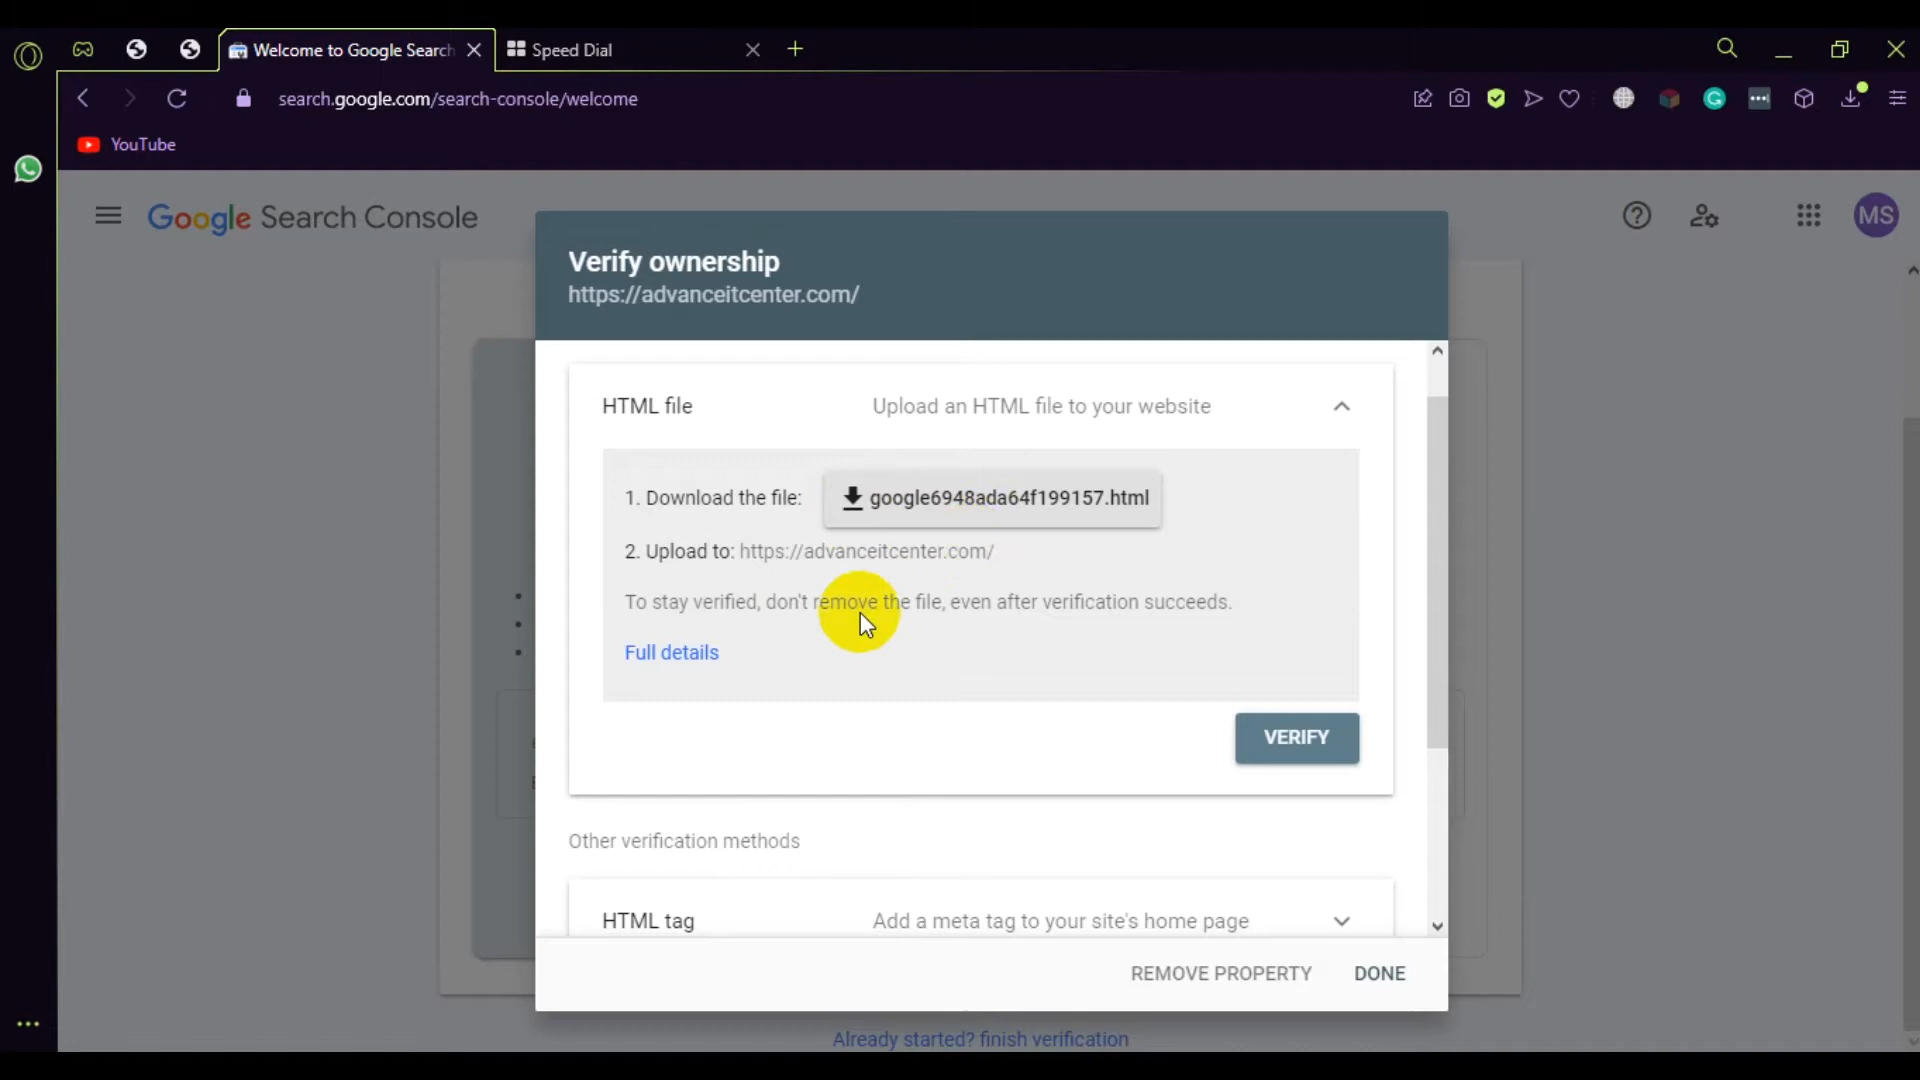 Welcome to Google Search
Speed Dial
search.google.com/search-console/welcome
YouTube
Google Search Console
MS
Verify ownership
https://advanceitcenter.com/
HTML file
Upload an HTML file to your website
1. Download the file:
google6948ada64f199157.html
2. Upload to: https://advanceitcenter.com/
To stay verified, don't remove the file, even after verification succeeds.
Full details
VERIFY
Other verification methods
HTML tag
Add a meta tag to your site's home page
REMOVE PROPERTY
DONE
Already started? finish verification